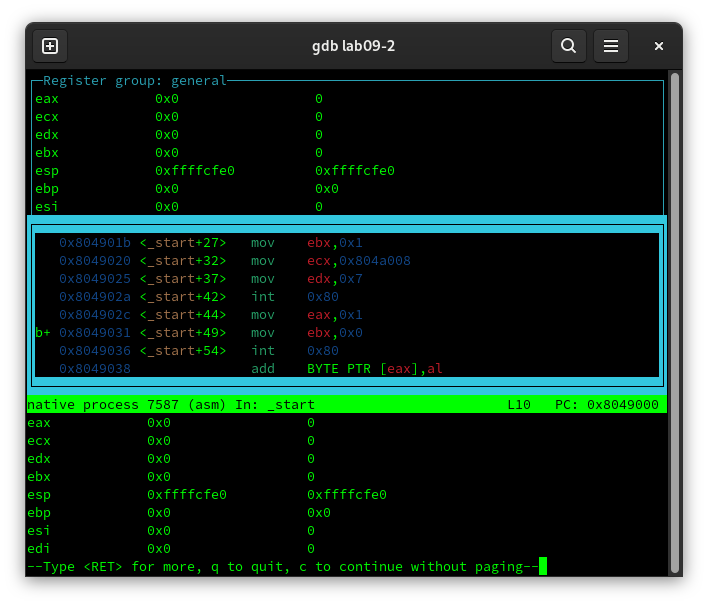 gdb lab09-2
Register group: general
eax 0x0 0
ecx 0x0 0
edx 0x0 0
ebx 0x0 0
esp 0xffffcfe0 0xffffcfe0
ebp 0x0 0x0
esi 0x0 0
0x804901b <_start+27> mov ebx,0x1
0x8049020 <_start+32> mov ecx,0x804a008
0x8049025 <_start+37> mov edx,0x7
0x804902a <_start+42> int 0x80
0x804902c <_start+44> mov eax,0x1
b+ 0x8049031 <_start+49> mov ebx,0x0
0x8049036 <_start+54> int 0x80
0x8049038 add BYTE PTR [eax],al
native process 7587 (asm) In: _start L10 PC: 0x8049000
eax 0x0 0
ecx 0x0 0
edx 0x0 0
ebx 0x0 0
esp 0xffffcfe0 0xffffcfe0
ebp 0x0 0x0
esi 0x0 0
edi 0x0 0
--Type <RET> for more, q to quit, c to continue without paging--